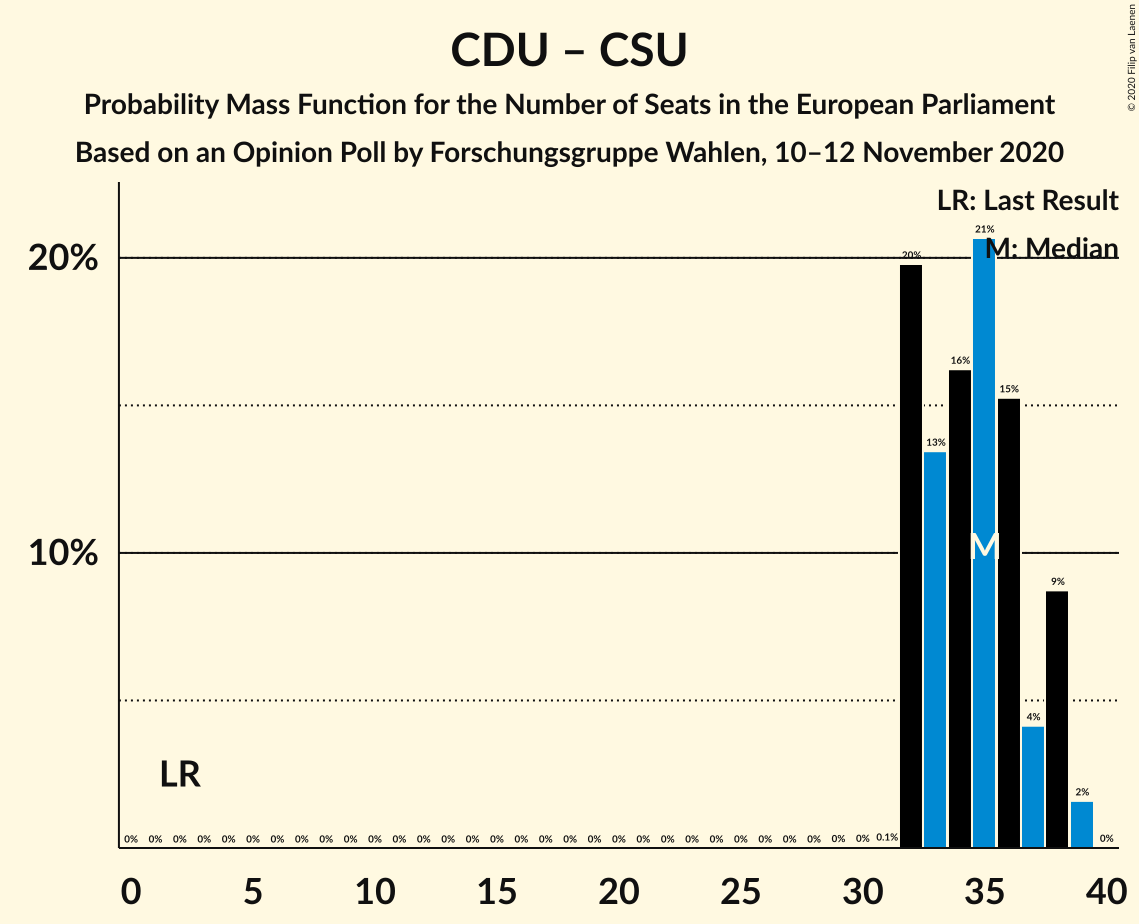 CDU – CSU
Probability Mass Function for the Number of Seats in the European Parliament
Based on an Opinion Poll by Forschungsgruppe Wahlen, 10–12 November 2020
© 2020 Filip van Laenen
LR: Last Result
M: Median
20%
10%
21%
20%
16%
15%
13%
M
9%
4%
2%
LR
0% 0% 0% 0% 0% 0% 0% 0% 0% 0% 0% 0% 0% 0% 0% 0% 0% 0% 0% 0% 0% 0% 0% 0% 0% 0% 0% 0% 0% 0% 0% 0.1% 0%
0 5 10 15 20 25 30 35 40